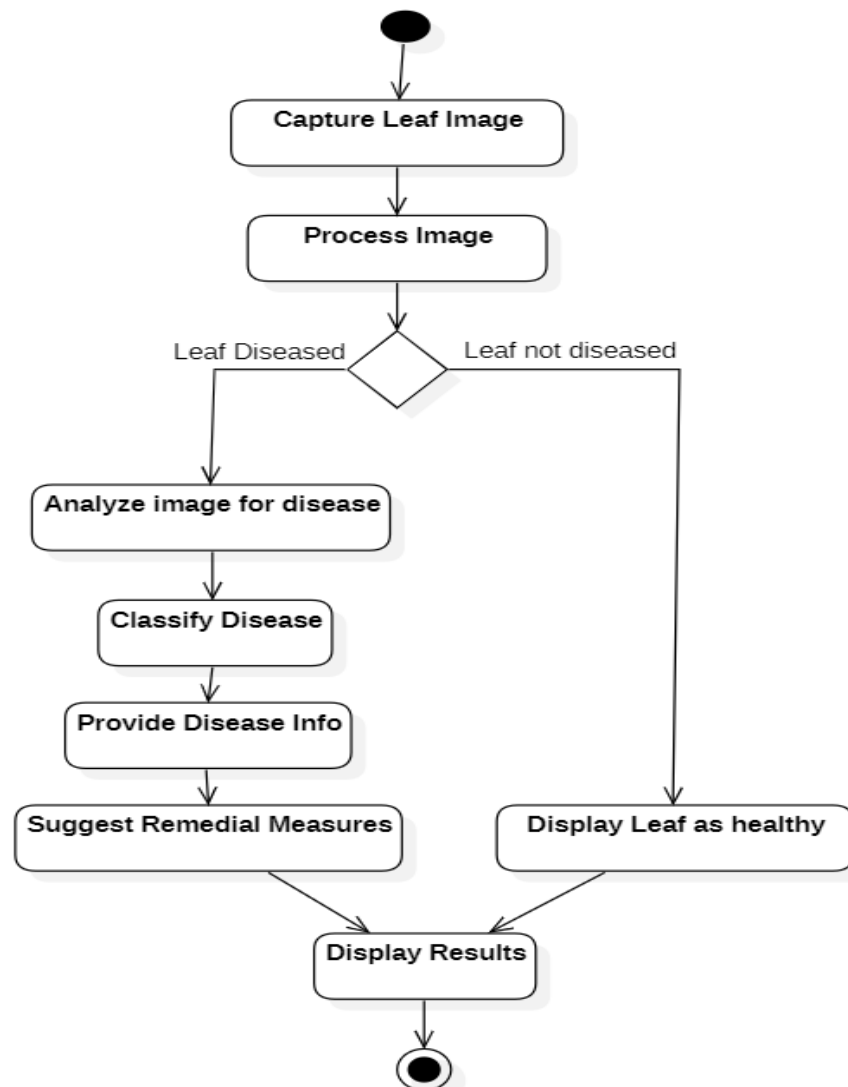 Capture Leaf Image
Process Image
Leaf Diseased
Leaf not diseased
Analyze image for disease
Classify Disease
Provide Disease Info
Suggest Remedial Measures
Display Leaf as healthy
Display Results